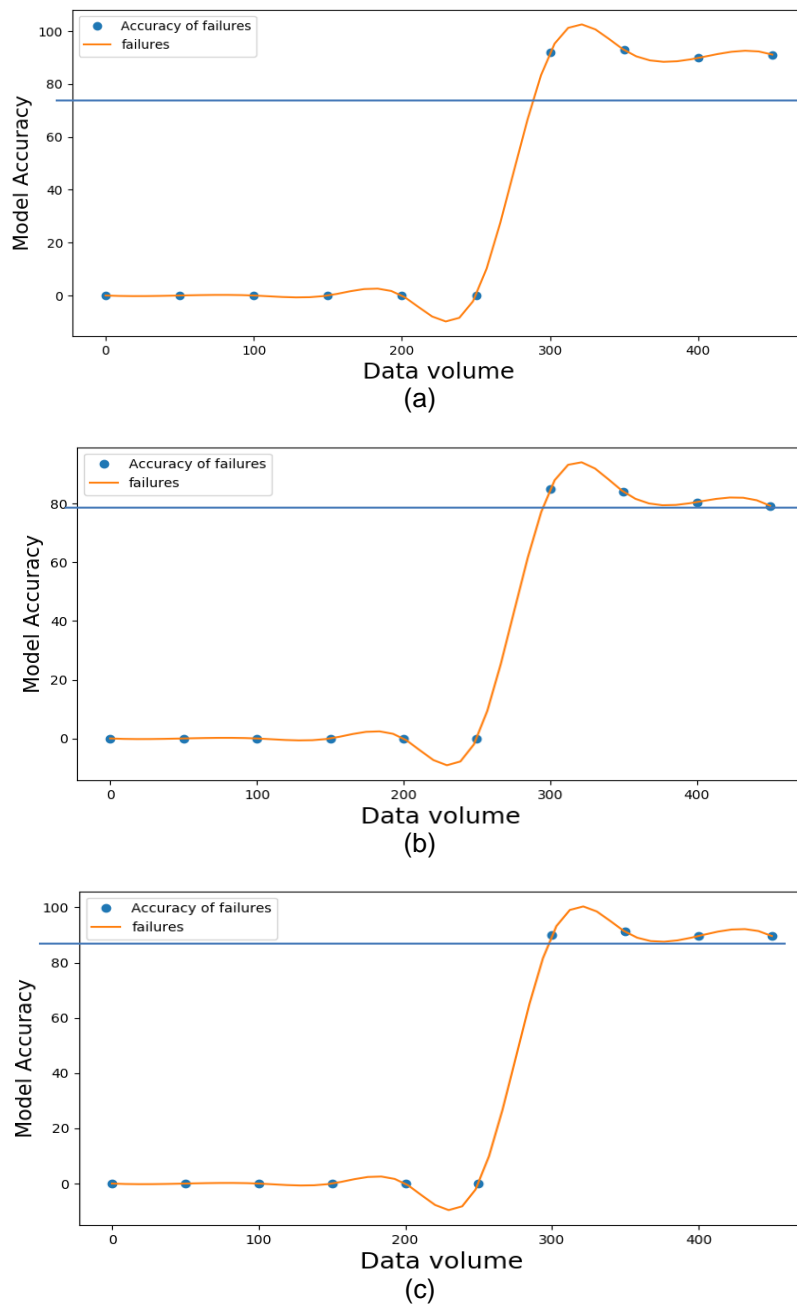 100
80
60
40
20
0
Model Accuracy
Accuracy of failures
failures
0 100 200 300 400
Data volume
(a)
80
60
40
20
0
Model Accuracy
Accuracy of failures
failures
0 100 200 300 400
Data volume
(b)
100
80
60
40
20
0
Model Accuracy
Accuracy of failures
failures
0 100 200 300 400
Data volume
(c)